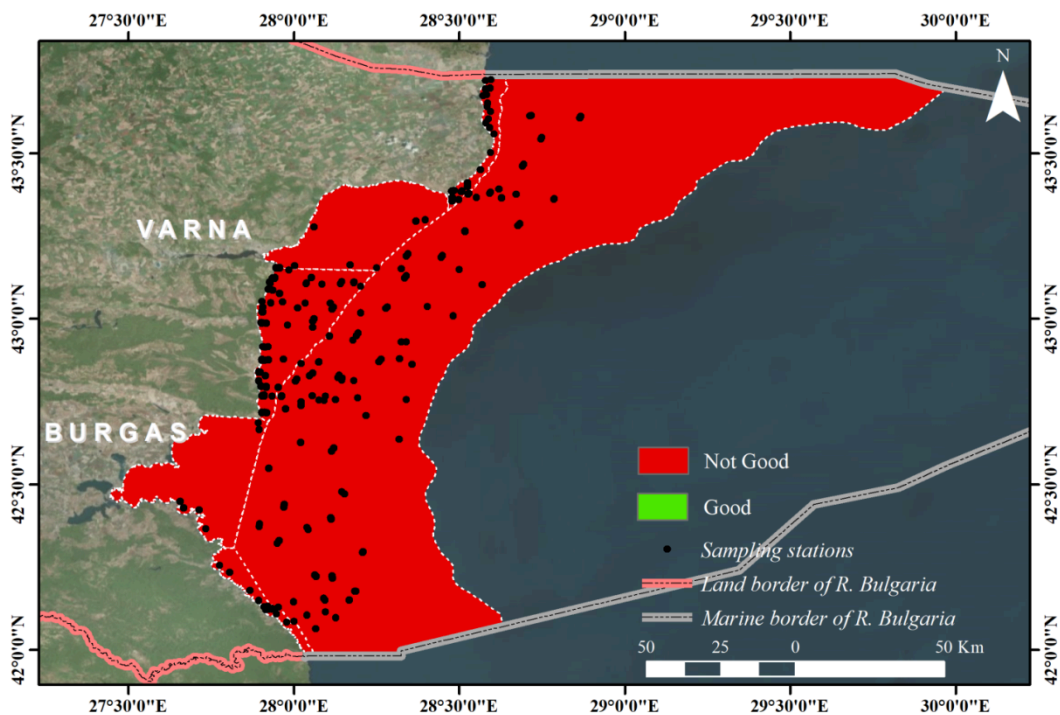 27°30'0"E 28°0'0"E 28°30'0"E 29°0'0"E 29°30'0"E 30°0'0"E
N
43°30'0"N 43°30'0"N
VARNA
43°0'0"N 43°0'0"N
BURGAS
Not Good
42°30'0"N 42°30'0"N
Good
Sampling stations
Land border of R. Bulgaria
Marine border of R. Bulgaria
42°0'0"N 42°0'0"N
50 25 0 50 Km
27°30'0"E 28°0'0"E 28°30'0"E 29°0'0"E 29°30'0"E 30°0'0"E